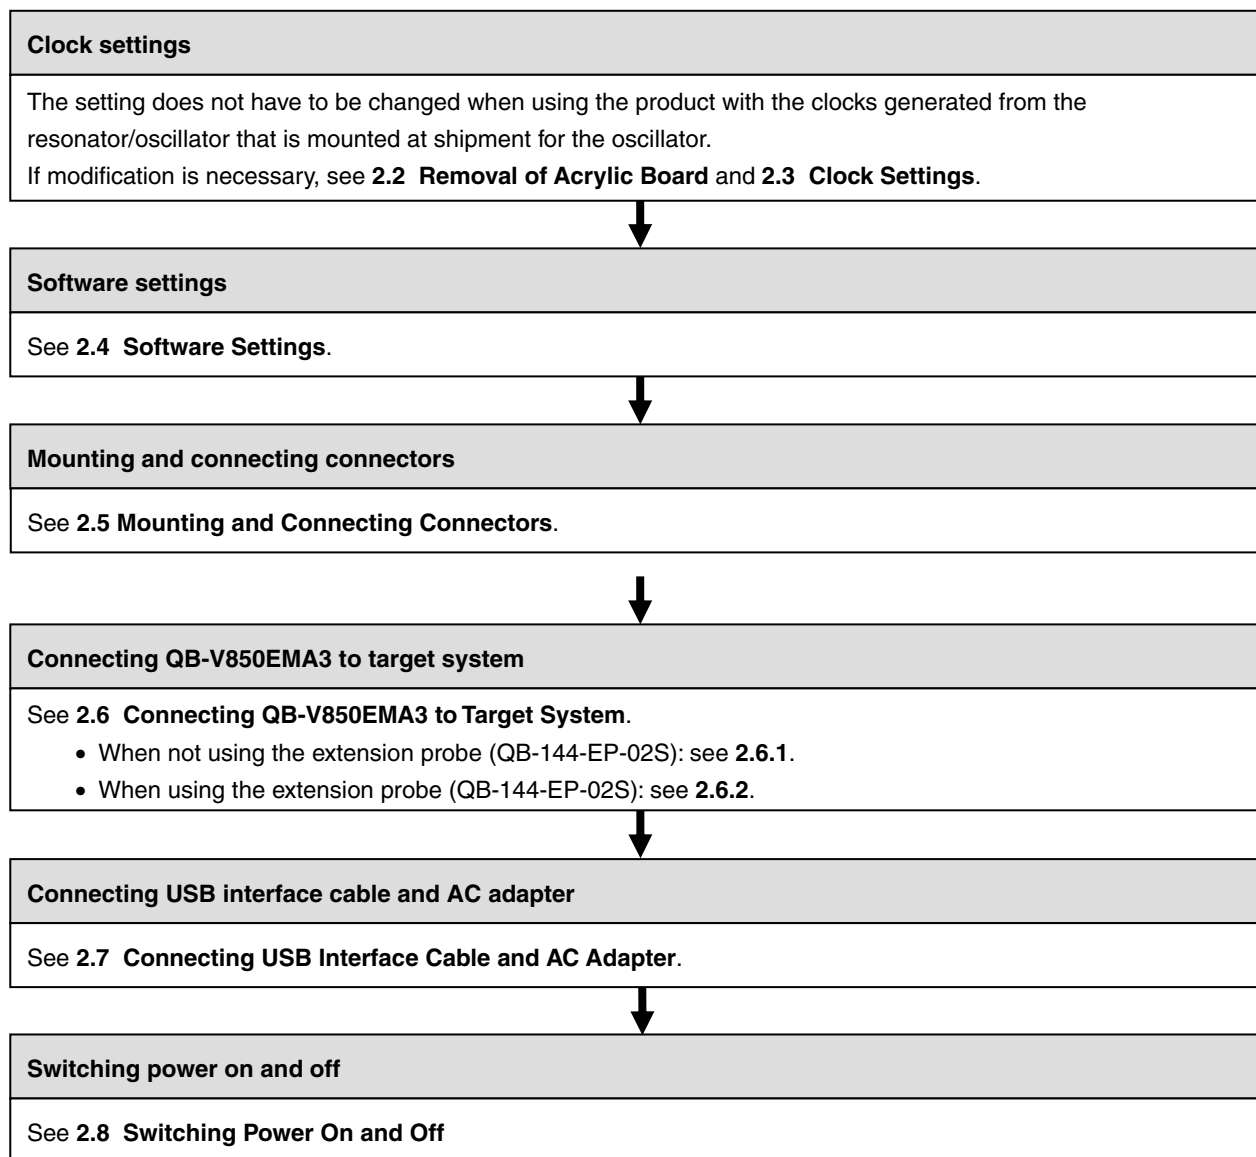 Clock settings
The setting does not have to be changed when using the product with the clocks generated from the
resonator/oscillator that is mounted at shipment for the oscillator.
If modification is necessary, see 2.2 Removal of Acrylic Board and 2.3 Clock Settings.
Software settings
See 2.4 Software Settings.
Mounting and connecting connectors
See 2.5 Mounting and Connecting Connectors.
Connecting QB-V850EMA3 to target system
See 2.6 Connecting QB-V850EMA3 to Target System.
• When not using the extension probe (QB-144-EP-02S): see 2.6.1.
• When using the extension probe (QB-144-EP-02S): see 2.6.2.
Connecting USB interface cable and AC adapter
See 2.7 Connecting USB Interface Cable and AC Adapter.
Switching power on and off
See 2.8 Switching Power On and Off